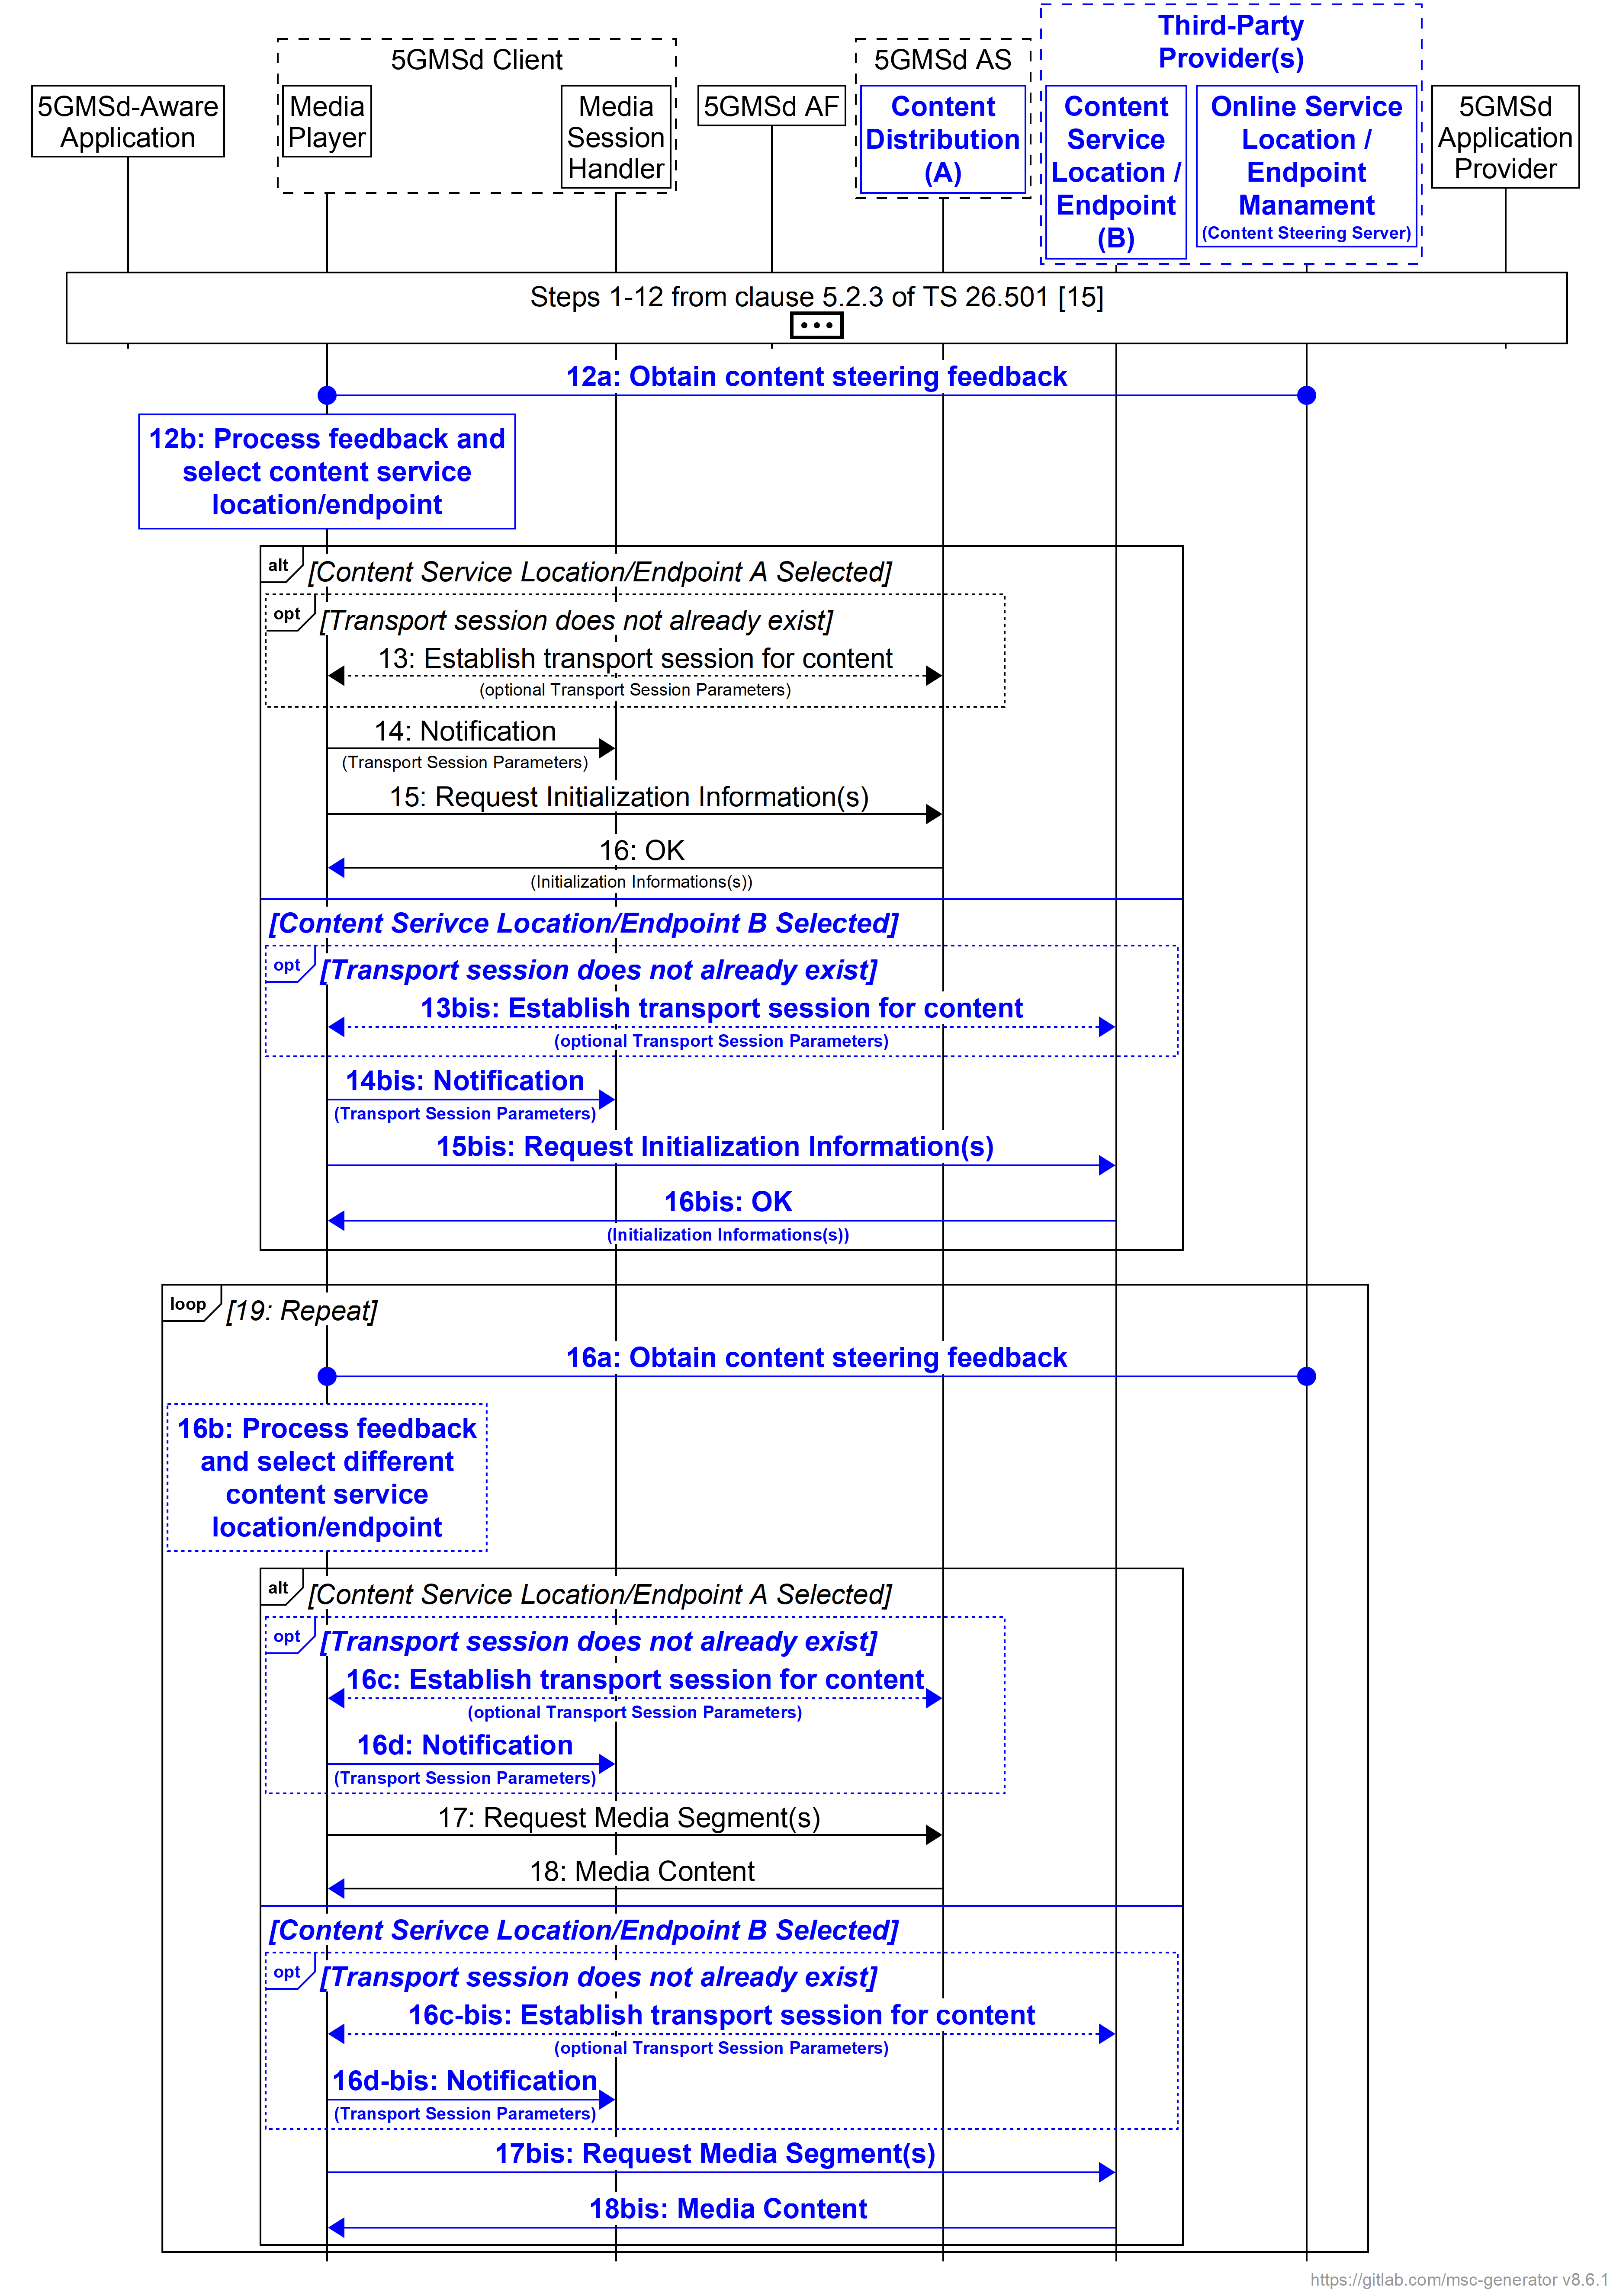 Third-Party
Provider(s)
5GMSd Client
5GMSd AS
5GMSd-Aware
Application
Media
Player
Media
Session
Handler
5GMSd AF
Content
Distribution
(A)
Content
Service
Location /
Endpoint
(B)
Online Service
Location /
Endpoint
Manament
(Content Steering Server)
5GMSd
Application
Provider
Steps 1-12 from clause 5.2.3 of TS 26.501 [15]
12a: Obtain content steering feedback
12b: Process feedback and
select content service
location/endpoint
alt
[Content Service Location/Endpoint A Selected]
opt
[Transport session does not already exist]
13: Establish transport session for content
(optional Transport Session Parameters)
14: Notification
(Transport Session Parameters)
15: Request Initialization Information(s)
16: OK
(Initialization Informations(s))
[Content Serivce Location/Endpoint B Selected]
opt
[Transport session does not already exist]
13bis: Establish transport session for content
(optional Transport Session Parameters)
14bis: Notification
(Transport Session Parameters)
15bis: Request Initialization Information(s)
16bis: OK
(Initialization Informations(s))
loop
[19: Repeat]
16a: Obtain content steering feedback
16b: Process feedback
and select different
content service
location/endpoint
alt
[Content Service Location/Endpoint A Selected]
opt
[Transport session does not already exist]
16c: Establish transport session for content
(optional Transport Session Parameters)
16d: Notification
(Transport Session Parameters)
17: Request Media Segment(s)
18: Media Content
[Content Serivce Location/Endpoint B Selected]
opt
[Transport session does not already exist]
16c-bis: Establish transport session for content
(optional Transport Session Parameters)
16d-bis: Notification
(Transport Session Parameters)
17bis: Request Media Segment(s)
18bis: Media Content
https://gitlab.com/msc-generator v8.6.1